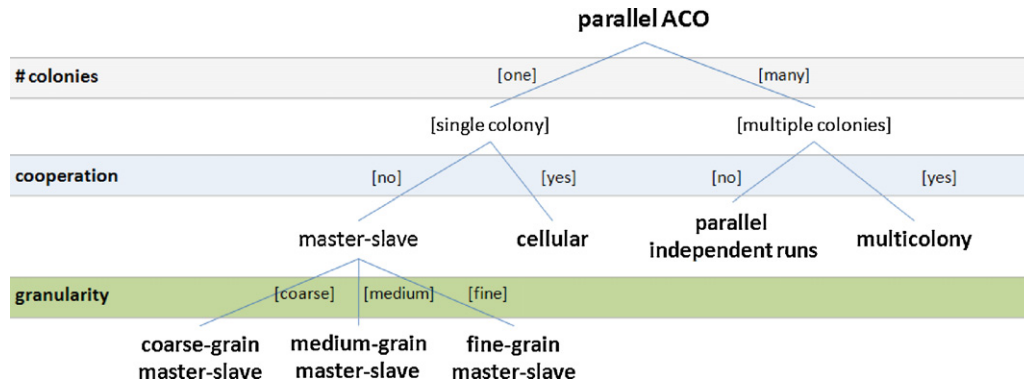 parallel ACO
# colonies [one] [many]
[single colony] [multiple colonies]
cooperation [no] [yes] [no] [yes]
master-slave cellular parallel independent runs multicolony
granularity [coarse] [medium] [fine]
coarse-grain master-slave medium-grain master-slave fine-grain master-slave